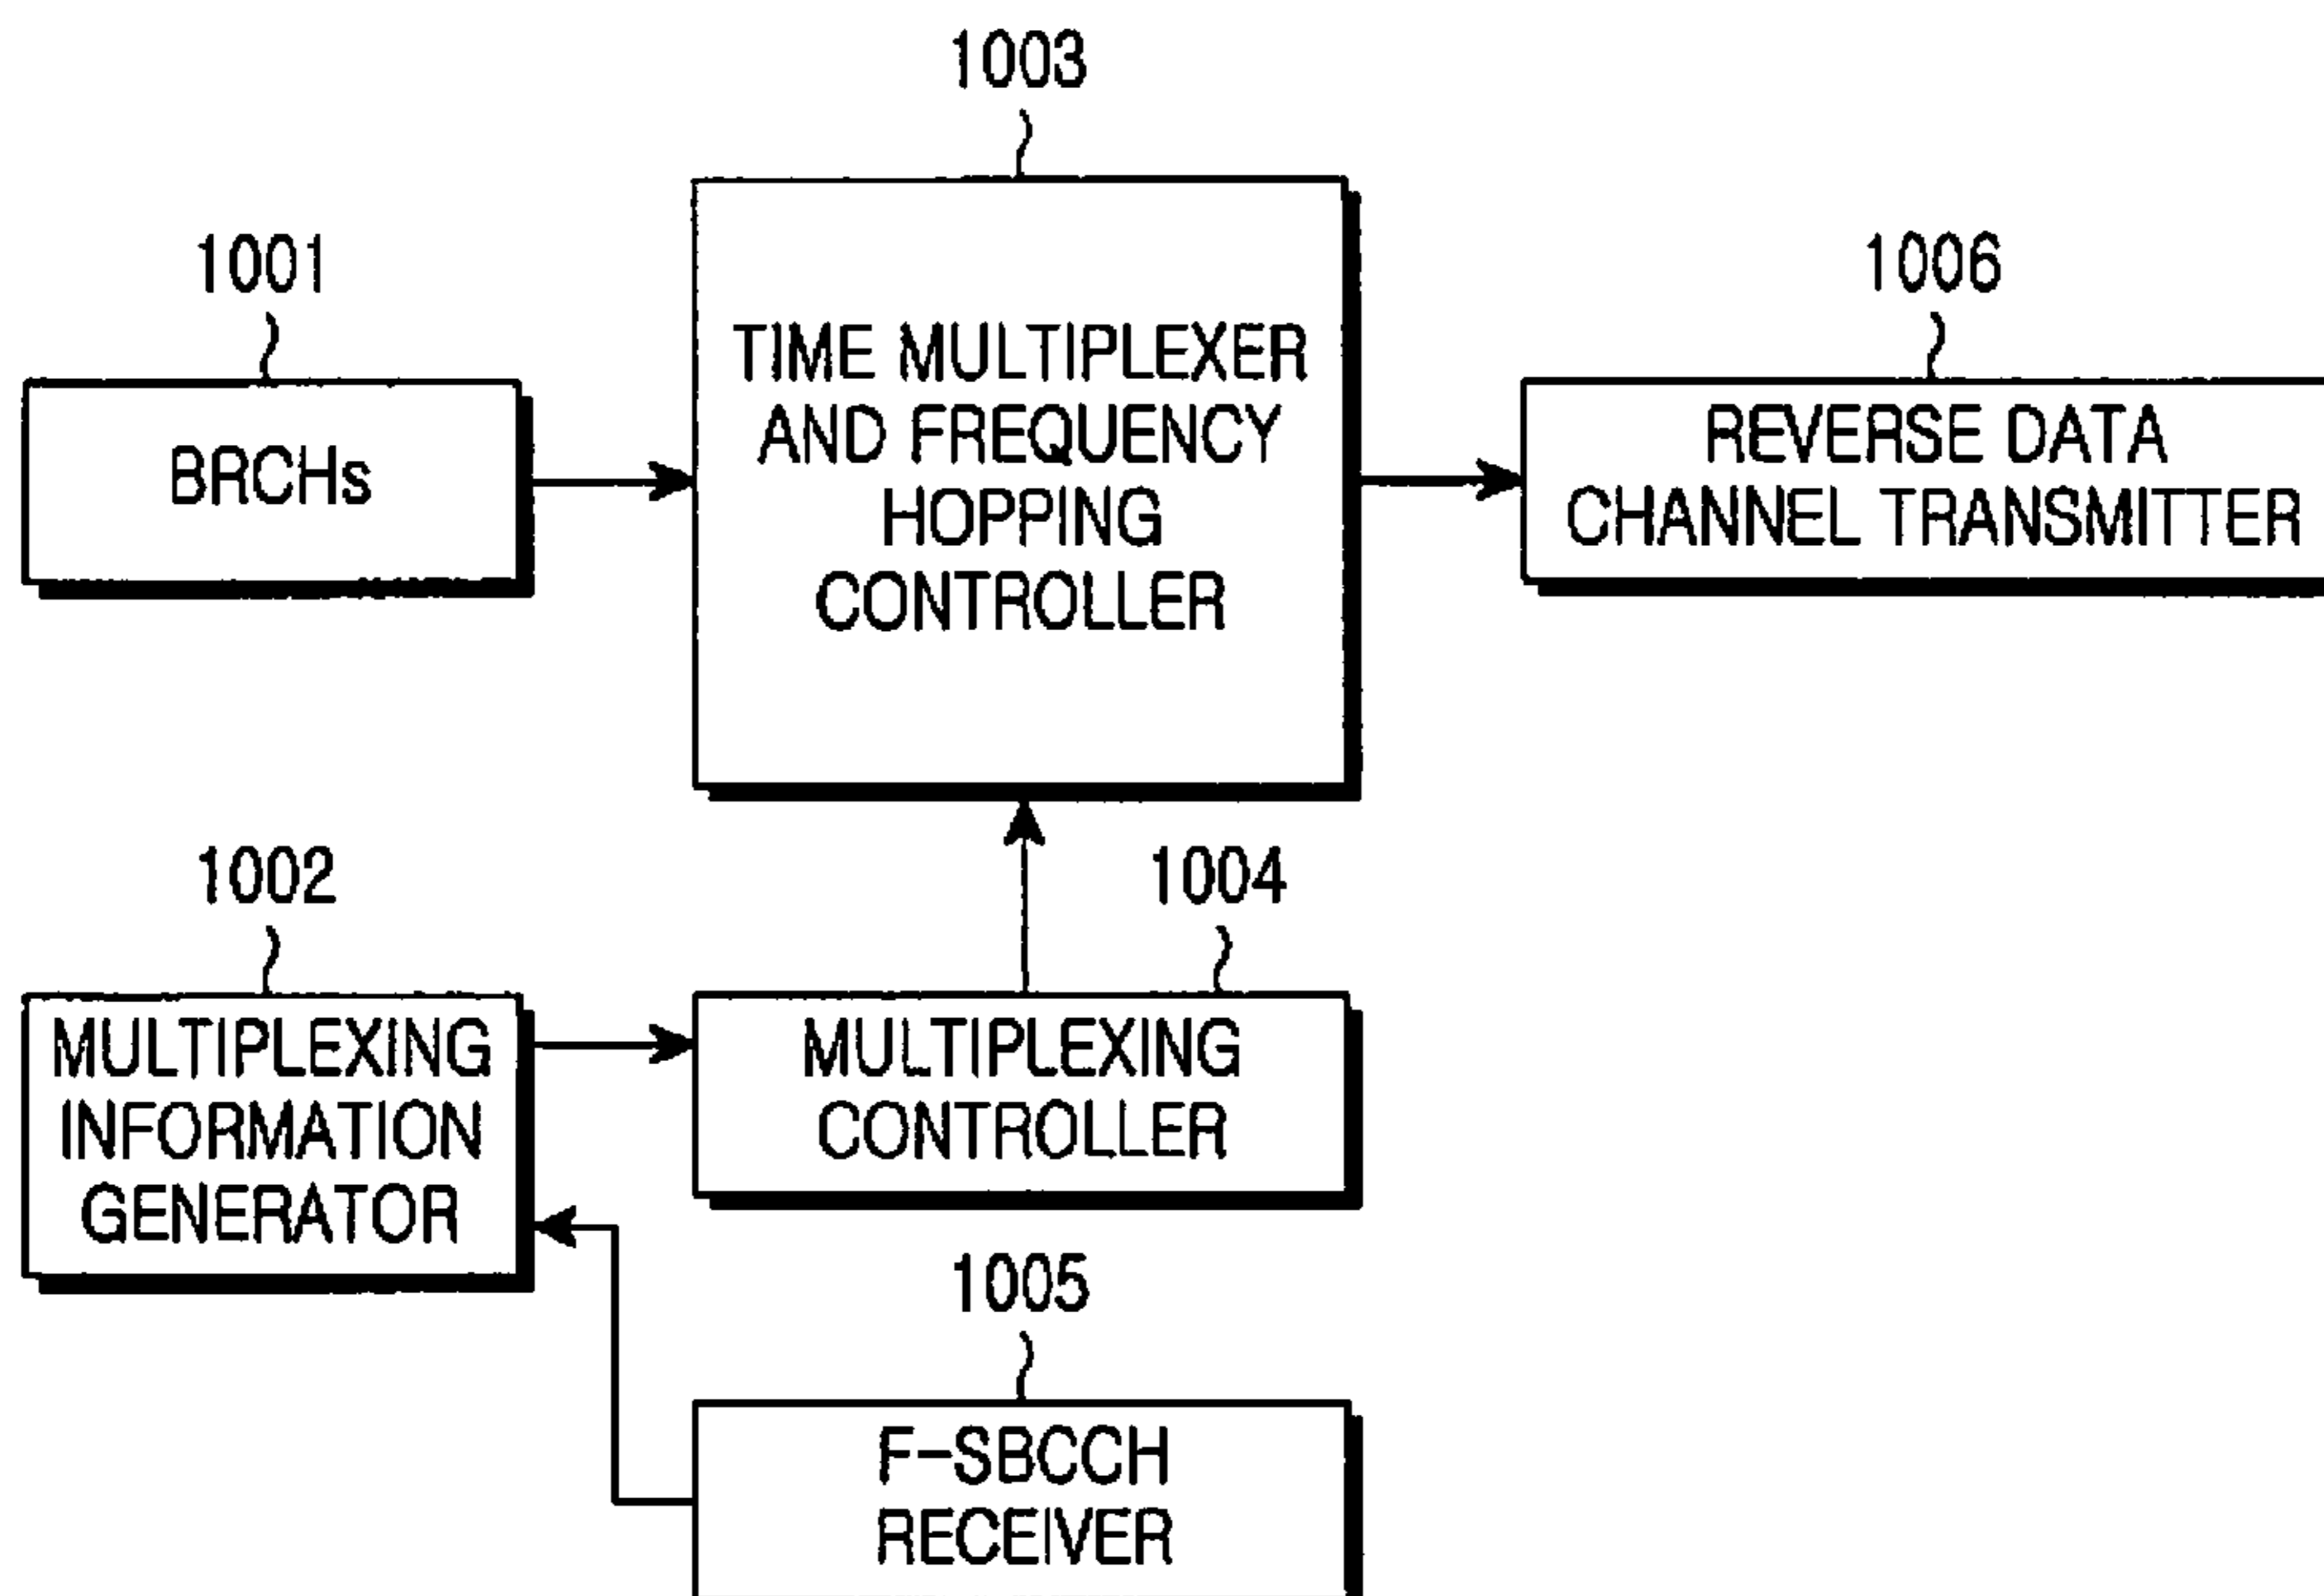 1003
1001
1006
TIME MULTIPLEXER
AND FREQUENCY
HOPPING
CONTROLLER
BRCHs
REVERSE DATA
CHANNEL TRANSMITTER
1002
1004
MULTIPLEXING
INFORMATION
GENERATOR
MULTIPLEXING
CONTROLLER
1005
F-SBCCH
RECEIVER